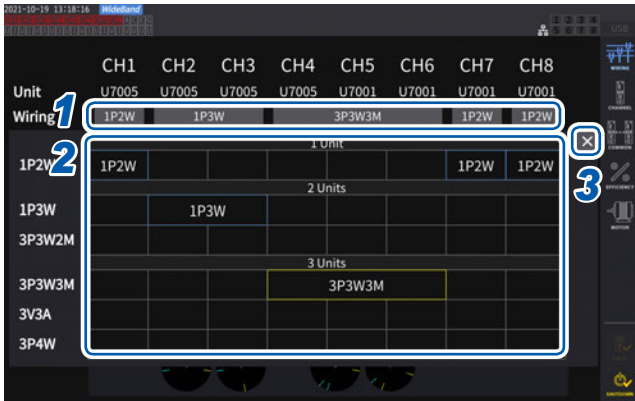 2021-10-19 13:18:16 WideBand
USB
CH1 CH2 CH3 CH4 CH5 CH6 CH7 CH8
Unit U7005 U7005 U7005 U7005 U7001 U7001 U7001 U7001
Wiring 1 1P2W 1P3W 3P3W3M 1P2W 1P2W
WIRING
CHANNEL
COMMON
EFFICIENCY
MOTOR
2
3
1 Unit
1P2W 1P2W 1P2W 1P2W
2 Units
1P3W 1P3W
3P3W2M
3 Units
3P3W3M 3P3W3M
3V3A
3P4W
SHUTDOWN